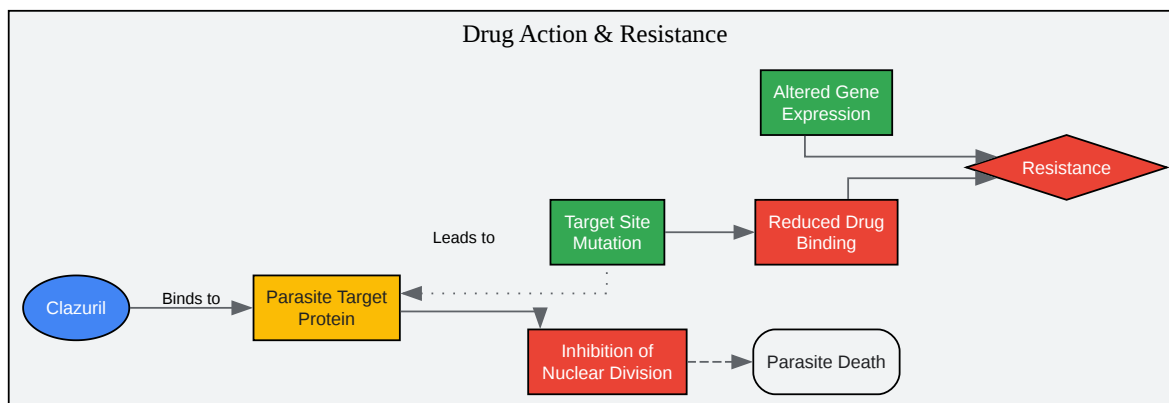 Drug Action & Resistance
Altered Gene
Expression
Resistance
Target Site
Mutation
Reduced Drug
Binding
Leads to
Clazuril
Binds to
Parasite Target
Protein
Inhibition of
Nuclear Division
Parasite Death